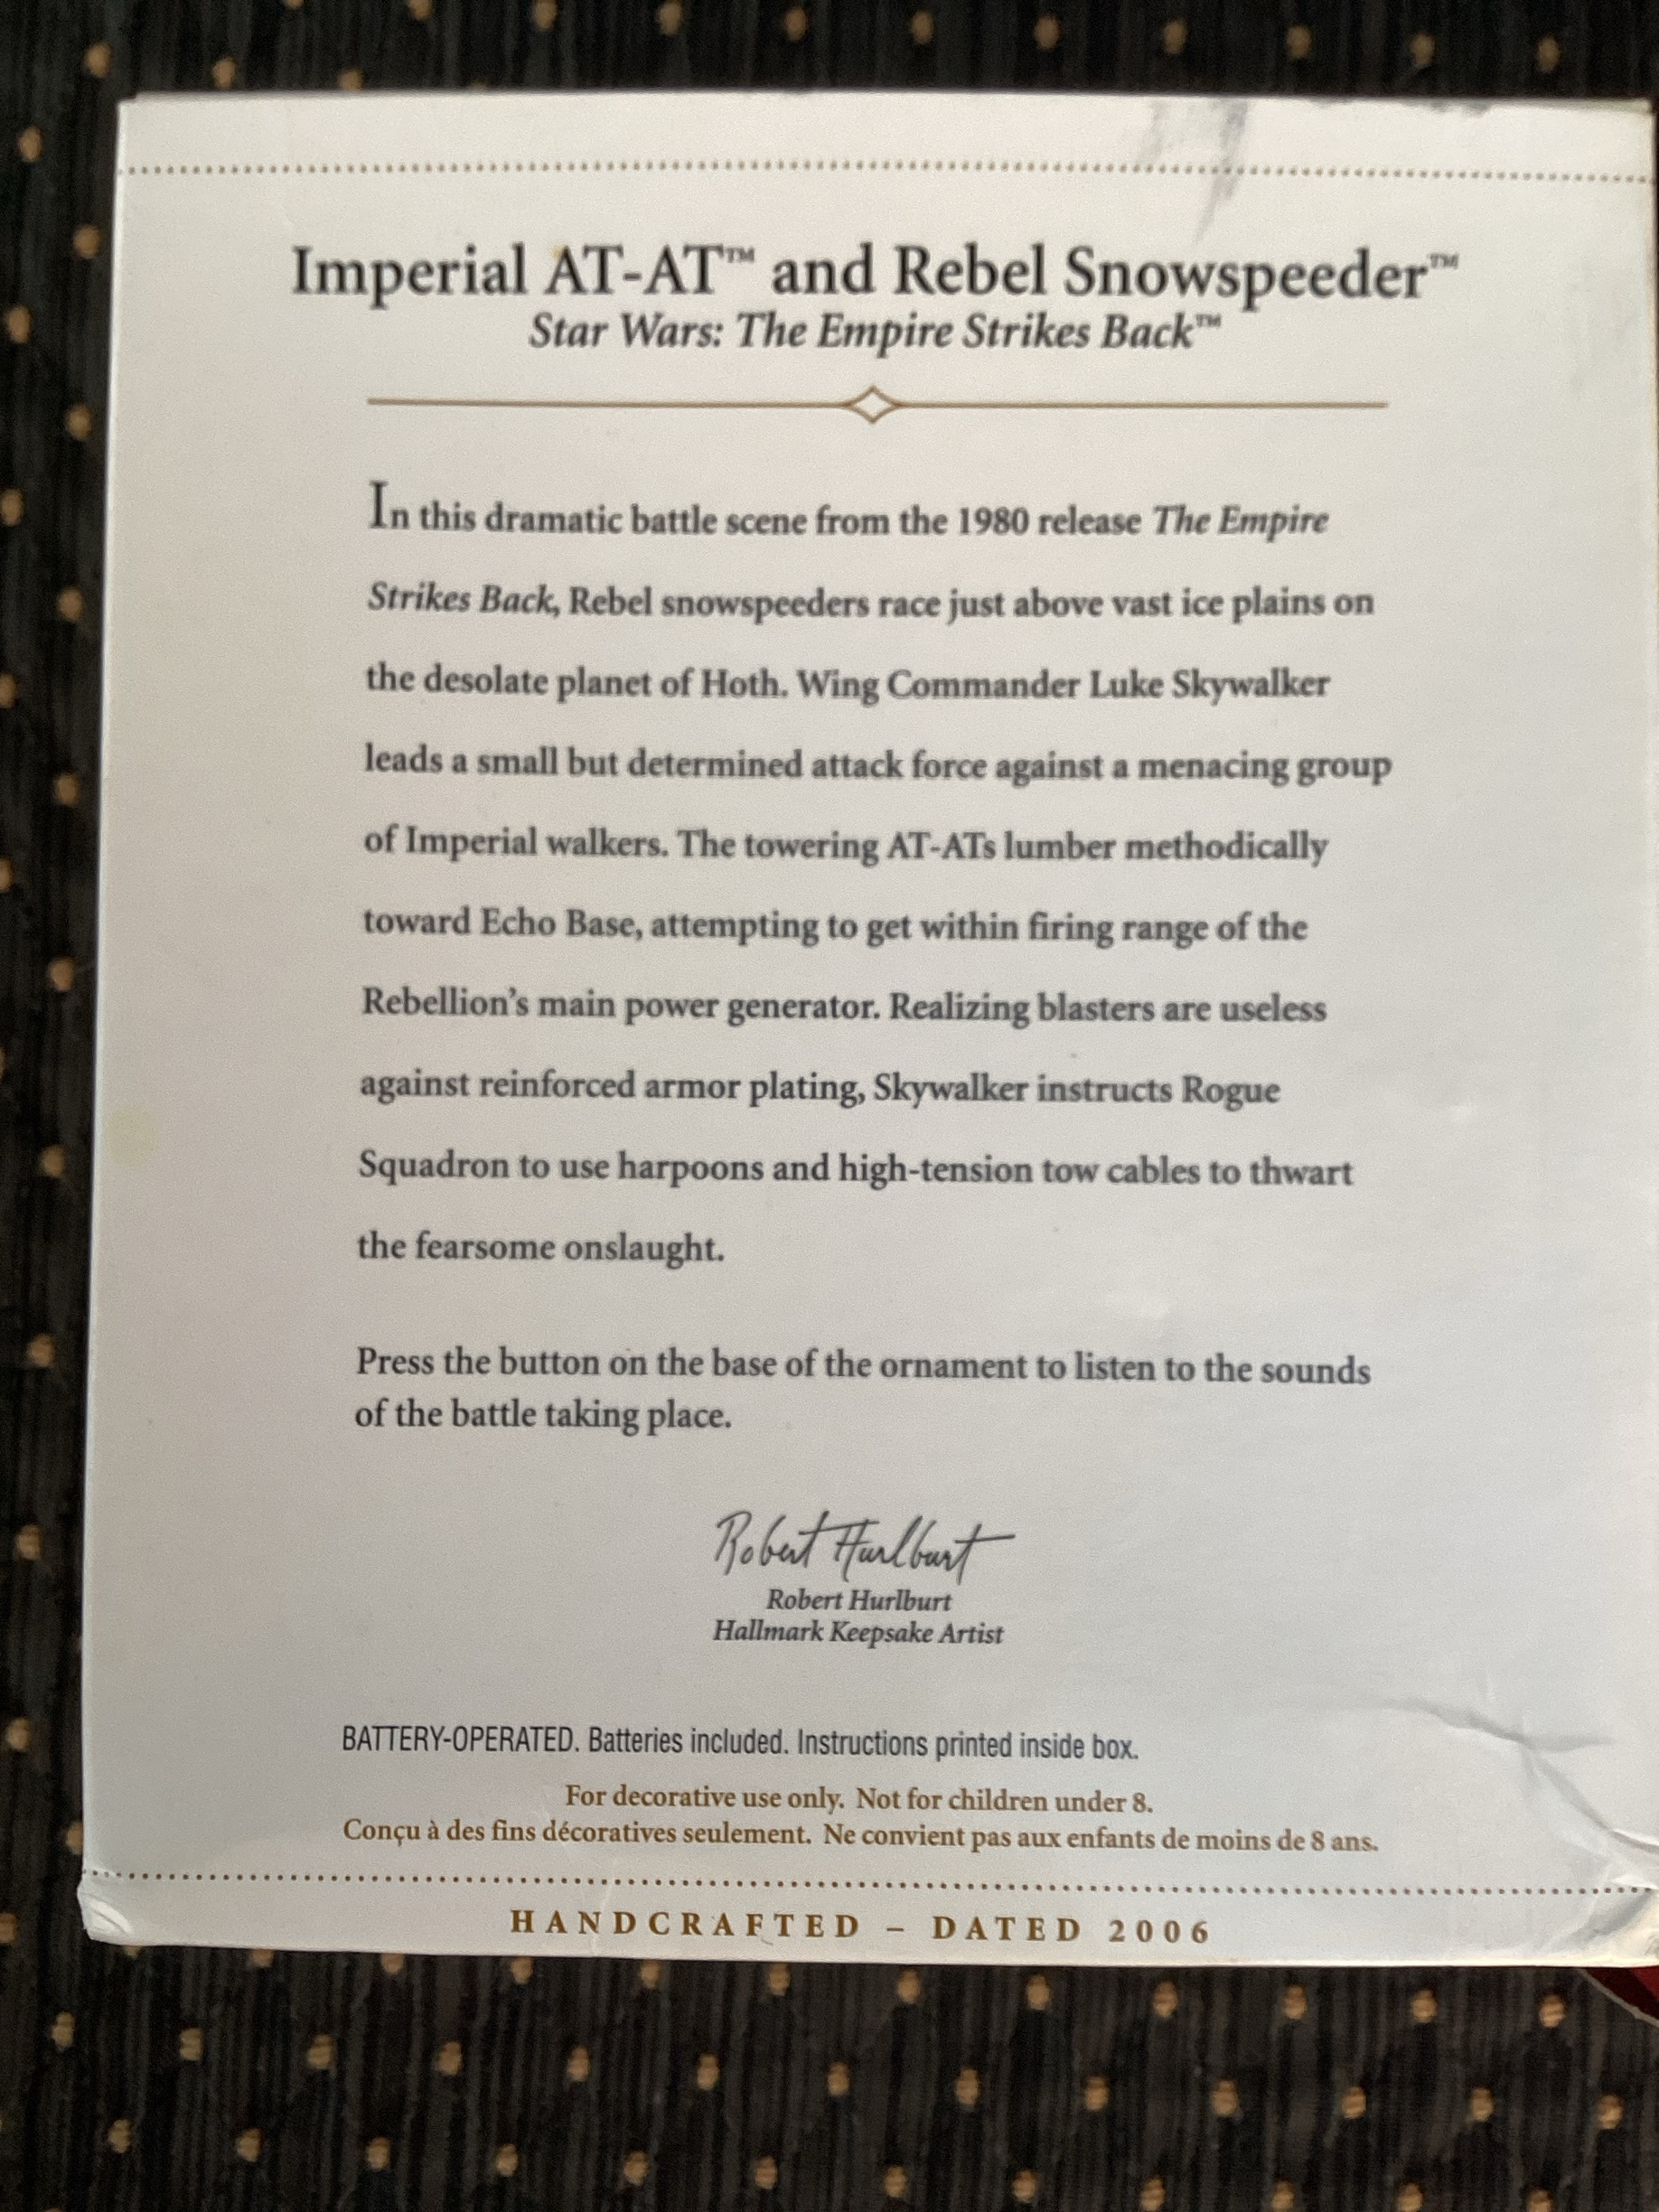 Imperial AT-AT™ and Rebel Snowspeeder™
Star Wars: The Empire Strikes Back™
In this dramatic battle scene from the 1980 release The Empire
Strikes Back, Rebel snowspeeders race just above vast ice plains on
the desolate planet of Hoth. Wing Commander Luke Skywalker
leads a small but determined attack force against a menacing group
of Imperial walkers. The towering AT-ATs lumber methodically
toward Echo Base, attempting to get within firing range of the
Rebellion’s main power generator. Realizing blasters are useless
against reinforced armor plating, Skywalker instructs Rogue
Squadron to use harpoons and high-tension tow cables to thwart
the fearsome onslaught.
Press the button on the base of the ornament to listen to the sounds
of the battle taking place.
Robert Hurlburt
Robert Hurlburt
Hallmark Keepsake Artist
BATTERY-OPERATED. Batteries included. Instructions printed inside box.
For decorative use only. Not for children under 8.
Conçu à des fins décoratives seulement. Ne convient pas aux enfants de moins de 8 ans.
HANDCRAFTED – DATED 2006